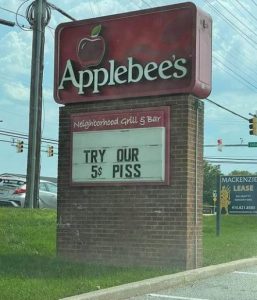 Applebee's
Neighborhood Grill & Bar
TRY OUR
5$ PISS
MACKENZIE
LEASE